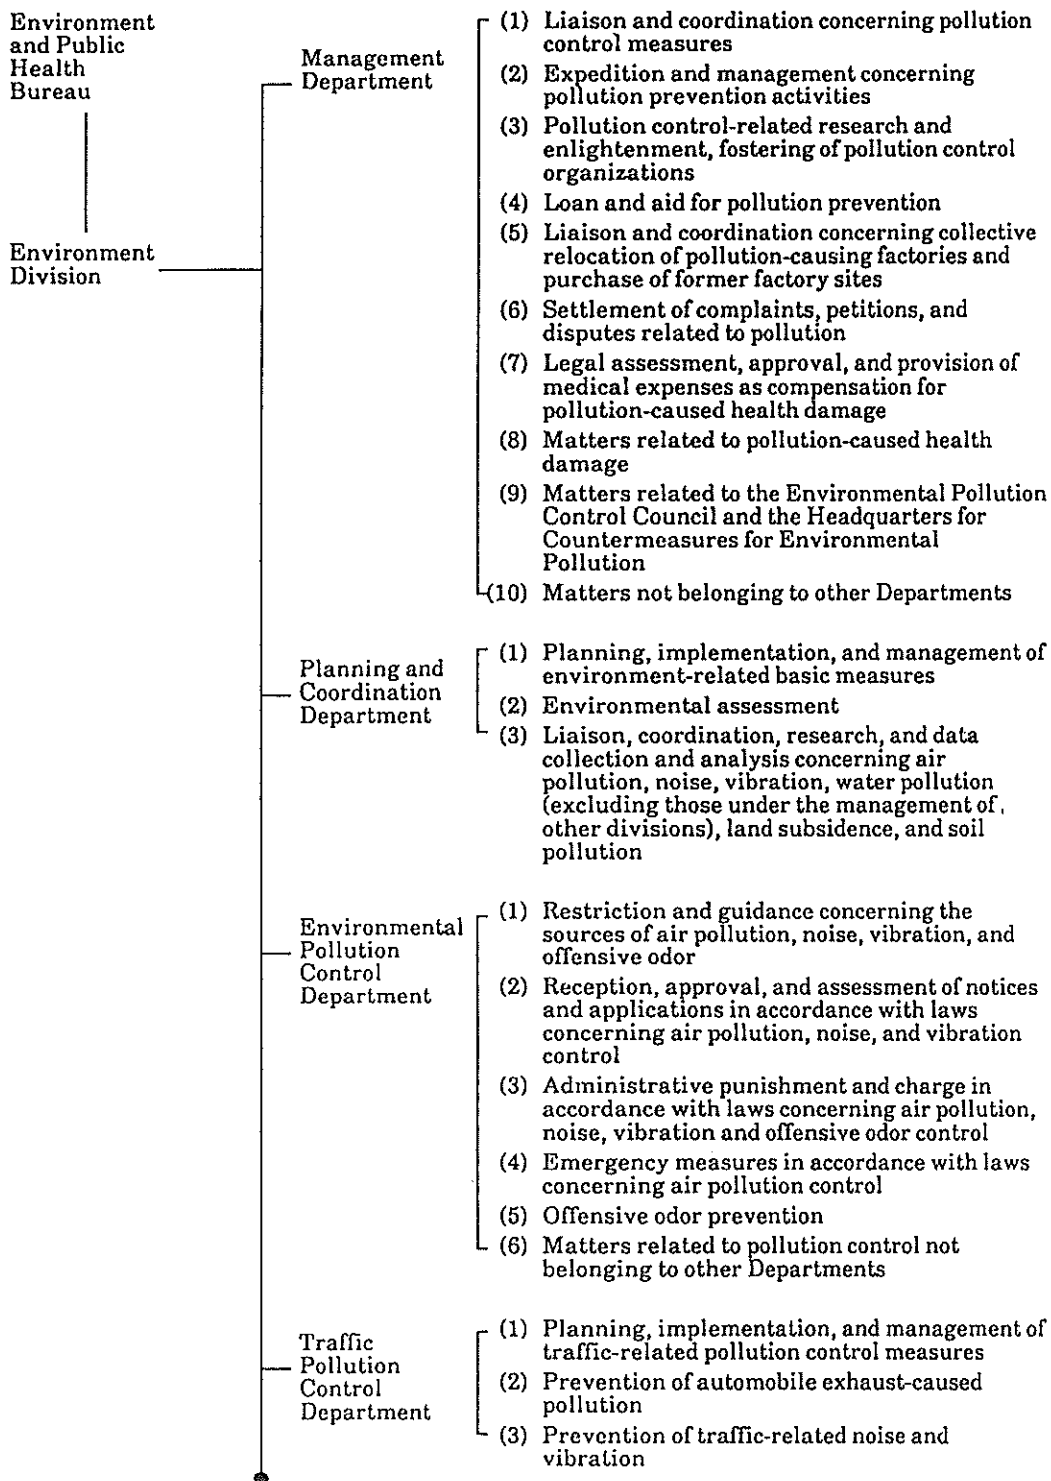 Environment
and Public
Health
Bureau
Environment
Division
Management
Department
(1) Liaison and coordination concerning pollution
control measures
(2) Expedition and management concerning
pollution prevention activities
(3) Pollution control-related research and
enlightenment, fostering of pollution control
organizations
(4) Loan and aid for pollution prevention
(5) Liaison and coordination concerning collective
relocation of pollution-causing factories and
purchase of former factory sites
(6) Settlement of complaints, petitions, and
disputes related to pollution
(7) Legal assessment, approval, and provision of
medical expenses as compensation for
pollution-caused health damage
(8) Matters related to pollution-caused health
damage
(9) Matters related to the Environmental Pollution
Control Council and the Headquarters for
Countermeasures for Environmental
Pollution
(10) Matters not belonging to other Departments
Planning and
Coordination
Department
(1) Planning, implementation, and management of
environment-related basic measures
(2) Environmental assessment
(3) Liaison, coordination, research, and data
collection and analysis concerning air
pollution, noise, vibration, water pollution
(excluding those under the management of
other divisions), land subsidence, and soil
pollution
Environmental
Pollution
Control
Department
(1) Restriction and guidance concerning the
sources of air pollution, noise, vibration, and
offensive odor
(2) Reception, approval, and assessment of notices
and applications in accordance with laws
concerning air pollution, noise, and vibration
control
(3) Administrative punishment and charge in
accordance with laws concerning air pollution,
noise, vibration and offensive odor control
(4) Emergency measures in accordance with laws
concerning air pollution control
(5) Offensive odor prevention
(6) Matters related to pollution control not
belonging to other Departments
Traffic
Pollution
Control
Department
(1) Planning, implementation, and management of
traffic-related pollution control measures
(2) Prevention of automobile exhaust-caused
pollution
(3) Prevention of traffic-related noise and
vibration